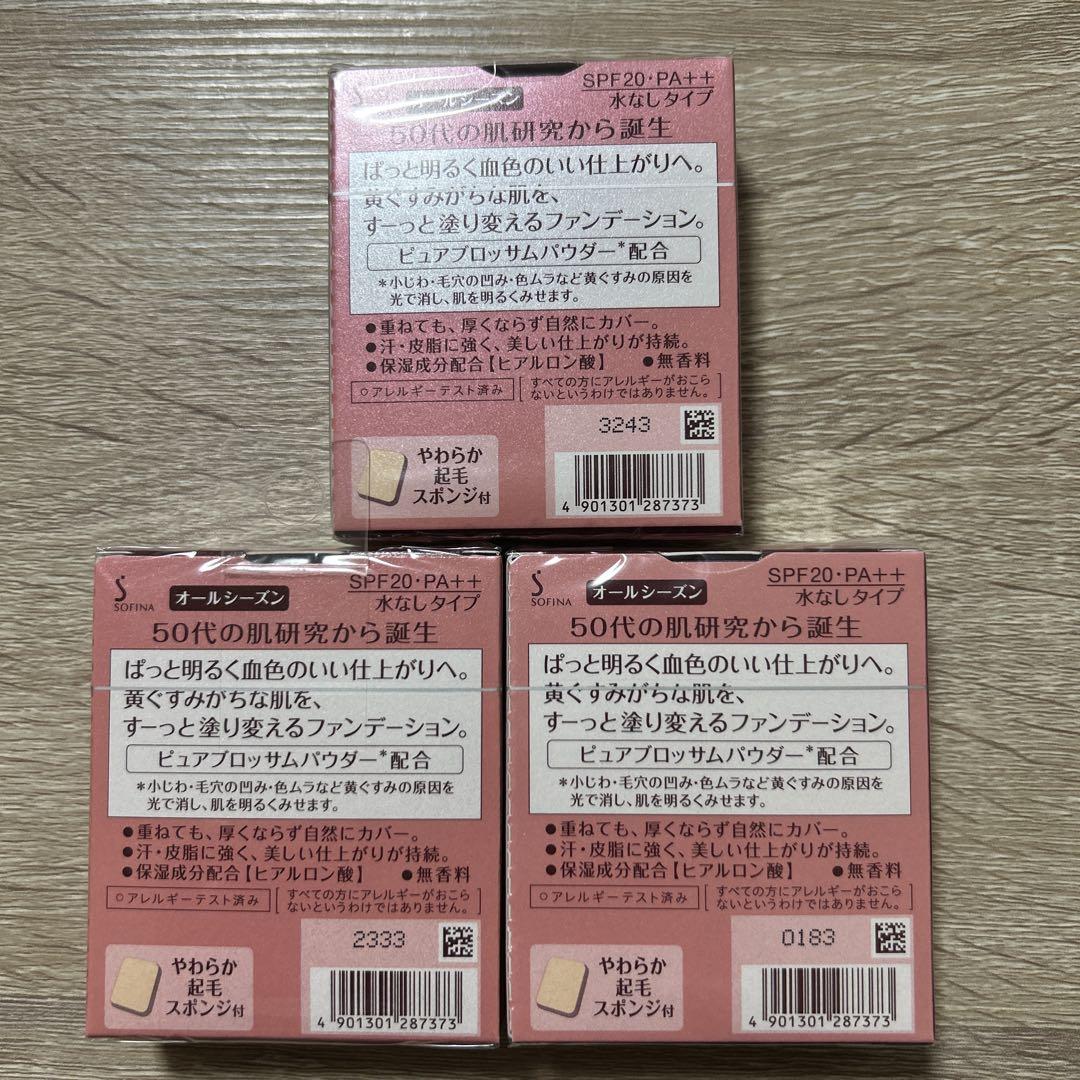 SPF20・PA++
オールシーズン
水なしタイプ
50代の肌研究から誕生
ぱっと明るく血色のいい仕上がりへ。
黄ぐすみがちな肌を、
すーっと塗り変えるファンデーション。
ピュアブロッサムパウダー*配合
*小じわ・毛穴の凹み・色ムラなど黄ぐすみの原因を
光で消し、肌を明るくみせます。
●重ねても、厚くならず自然にカバー。
●汗・皮脂に強く、美しい仕上がりが持続。
●保湿成分配合【ヒアルロン酸】 ●無香料
○アレルギーテスト済み
[すべての方にアレルギーがおこら
ないというわけではありません。]
3243
やわらか
起毛
スポンジ付
4 901301 287373
SOFINA
オールシーズン
SPF20・PA++
水なしタイプ
50代の肌研究から誕生
ぱっと明るく血色のいい仕上がりへ。
黄ぐすみがちな肌を、
すーっと塗り変えるファンデーション。
ピュアブロッサムパウダー*配合
*小じわ・毛穴の凹み・色ムラなど黄ぐすみの原因を
光で消し、肌を明るくみせます。
●重ねても、厚くならず自然にカバー。
●汗・皮脂に強く、美しい仕上がりが持続。
●保湿成分配合【ヒアルロン酸】 ●無香料
○アレルギーテスト済み
[すべての方にアレルギーがおこら
ないというわけではありません。]
2333
やわらか
起毛
スポンジ付
4 901301 287373
SOFINA
オールシーズン
SPF20・PA++
水なしタイプ
50代の肌研究から誕生
ぱっと明るく血色のいい仕上がりへ。
黄ぐすみがちな肌を、
すーっと塗り変えるファンデーション。
ピュアブロッサムパウダー*配合
*小じわ・毛穴の凹み・色ムラなど黄ぐすみの原因を
光で消し、肌を明るくみせます。
●重ねても、厚くならず自然にカバー。
●汗・皮脂に強く、美しい仕上がりが持続。
●保湿成分配合【ヒアルロン酸】 ●無香料
○アレルギーテスト済み
[すべての方にアレルギーがおこら
ないというわけではありません。]
0183
やわらか
起毛
スポンジ付
4 901301 287373